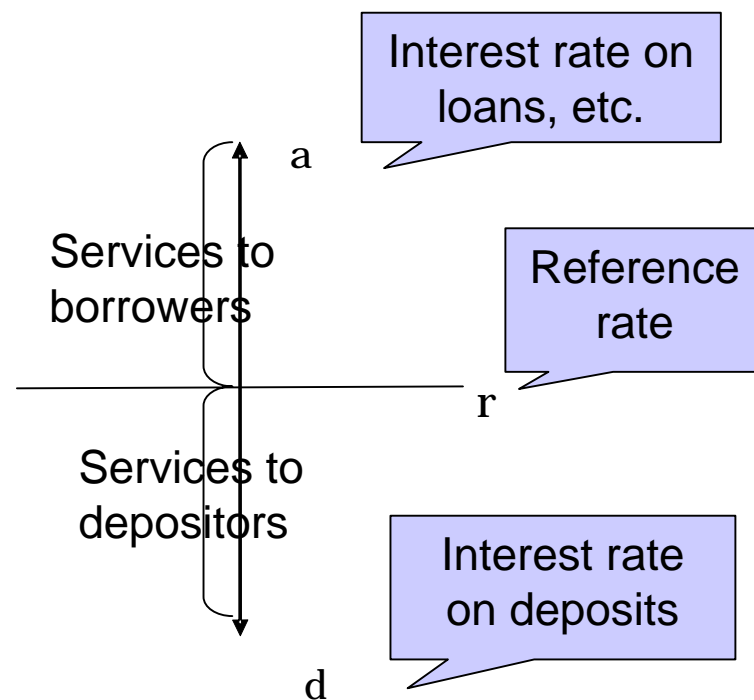 Interest rate on
loans, etc.
a
Services to
borrowers
Reference
rate
r
Services to
depositors
Interest rate
on deposits
d